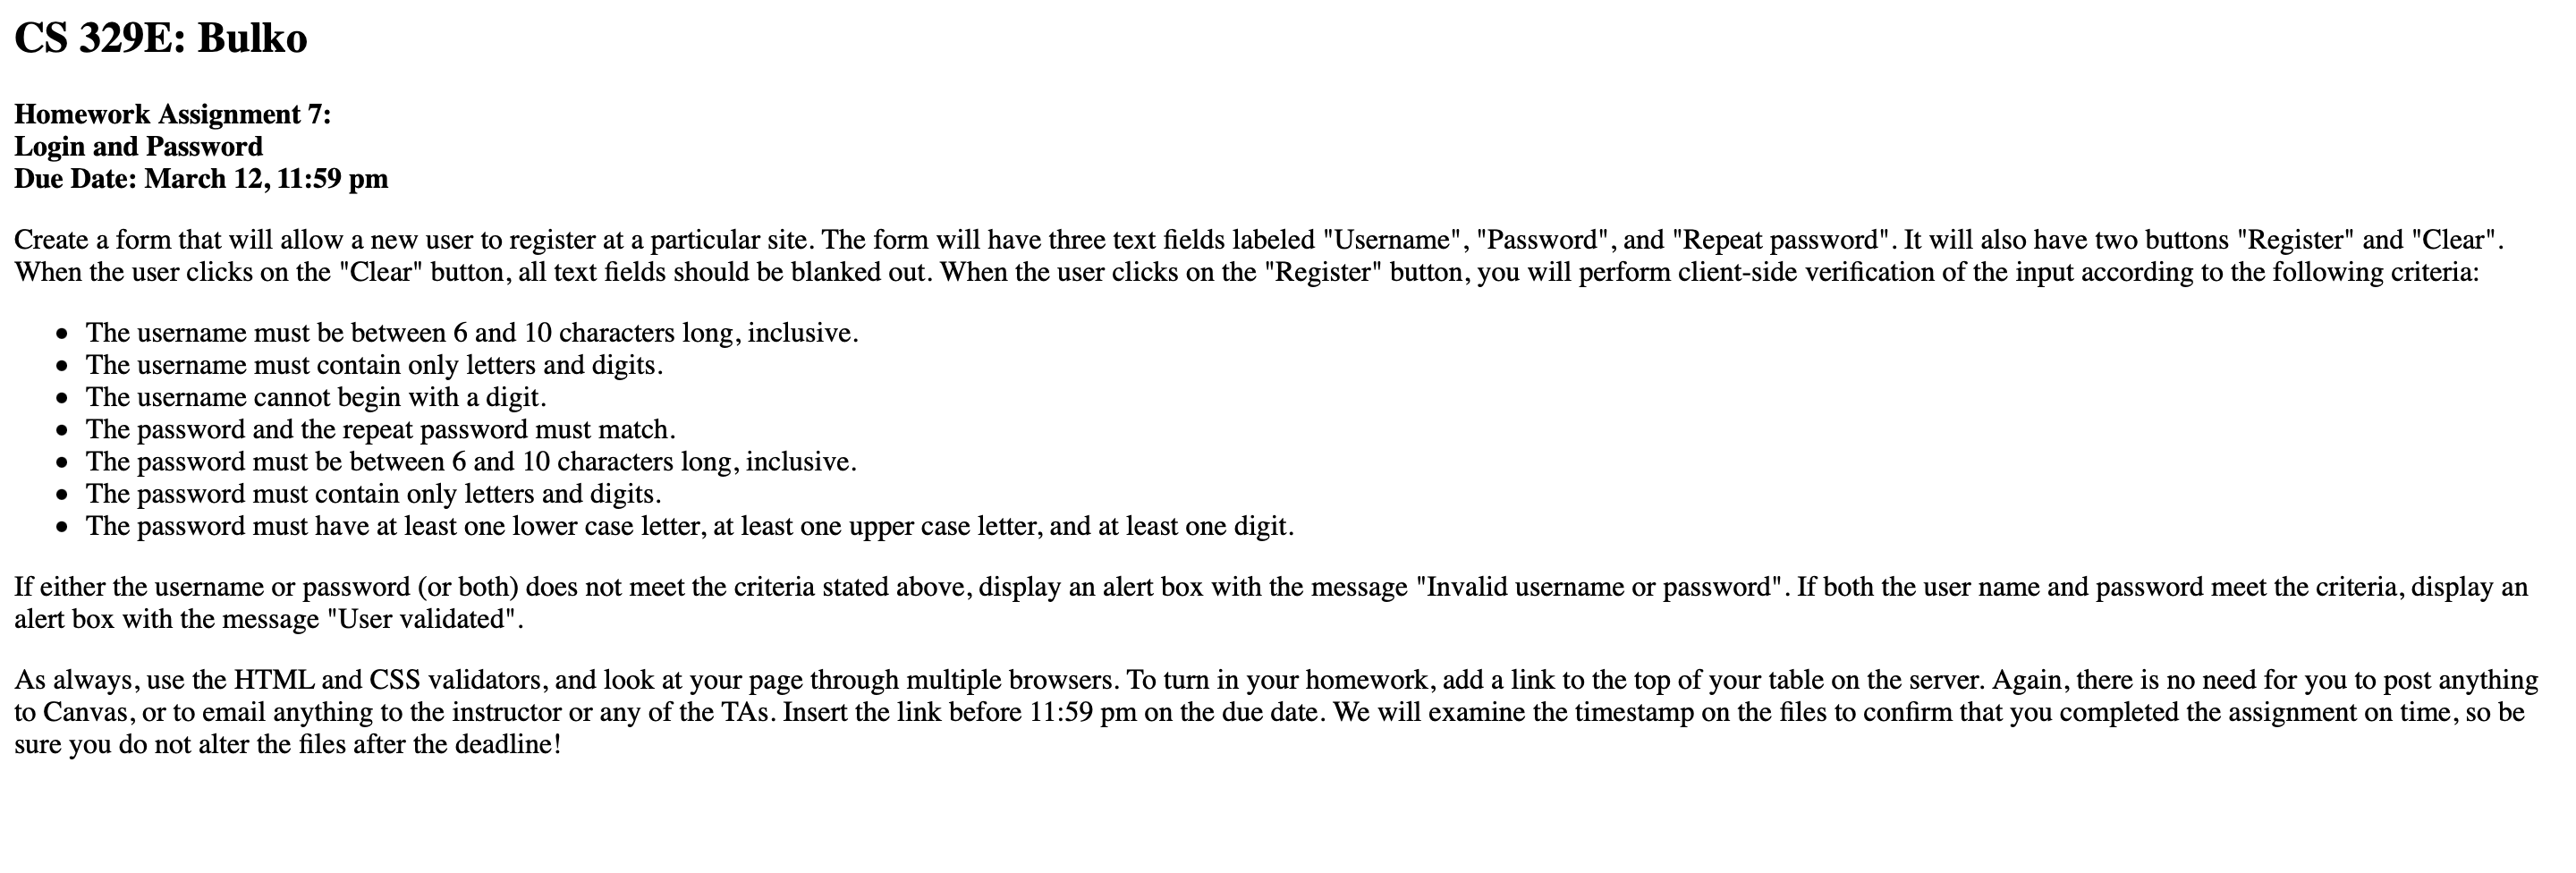 CS 329E: Bulko
Homework Assignment 7:
Login and Password
Due Date: March 12, 11:59 pm
Create a form that will allow a new user to register at a particular site. The form will have three text fields labeled "Username", "Password", and "Repeat password". It will also have two buttons "Register" and "Clear".
When the user clicks on the "Clear" button, all text fields should be blanked out. When the user clicks on the "Register" button, you will perform client-side verification of the input according to the following criteria:
• The username must be between 6 and 10 characters long, inclusive.
• The username must contain only letters and digits.
• The username cannot begin with a digit.
• The password and the repeat password must match.
• The password must be between 6 and 10 characters long, inclusive.
• The password must contain only letters and digits.
• The password must have at least one lower case letter, at least one upper case letter, and at least one digit.
If either the username or password (or both) does not meet the criteria stated above, display an alert box with the message "Invalid username or password". If both the user name and password meet the criteria, display an
alert box with the message "User validated".
As always, use the HTML and CSS validators, and look at your page through multiple browsers. To turn in your homework, add a link to the top of your table on the server. Again, there is no need for you to post anything
to Canvas, or to email anything to the instructor or any of the TAs. Insert the link before 11:59 pm on the due date. We will examine the timestamp on the files to confirm that you completed the assignment on time, so be
sure you do not alter the files after the deadline!